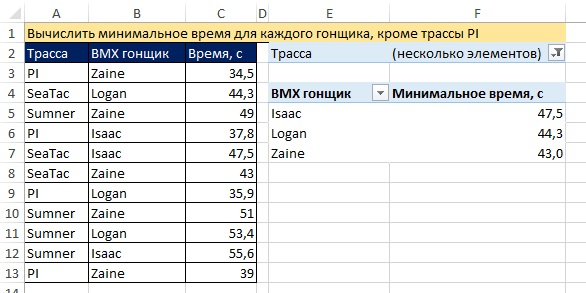 A B C D E F
1 Вычислить минимальное время для каждого гонщика, кроме трассы PI
2 Трасса BMX гонщик Время, с Трасса (несколько элементов)
3 PI Zaine 34,5
4 SeaTac Logan 44,3 BMX гонщик Минимальное время, с
5 Sumner Zaine 49 Isaac 47,5
6 PI Isaac 37,8 Logan 44,3
7 SeaTac Isaac 47,5 Zaine 43,0
8 SeaTac Zaine 43
9 PI Logan 35,9
10 Sumner Zaine 51
11 Sumner Logan 53,4
12 Sumner Isaac 55,6
13 PI Zaine 39
14